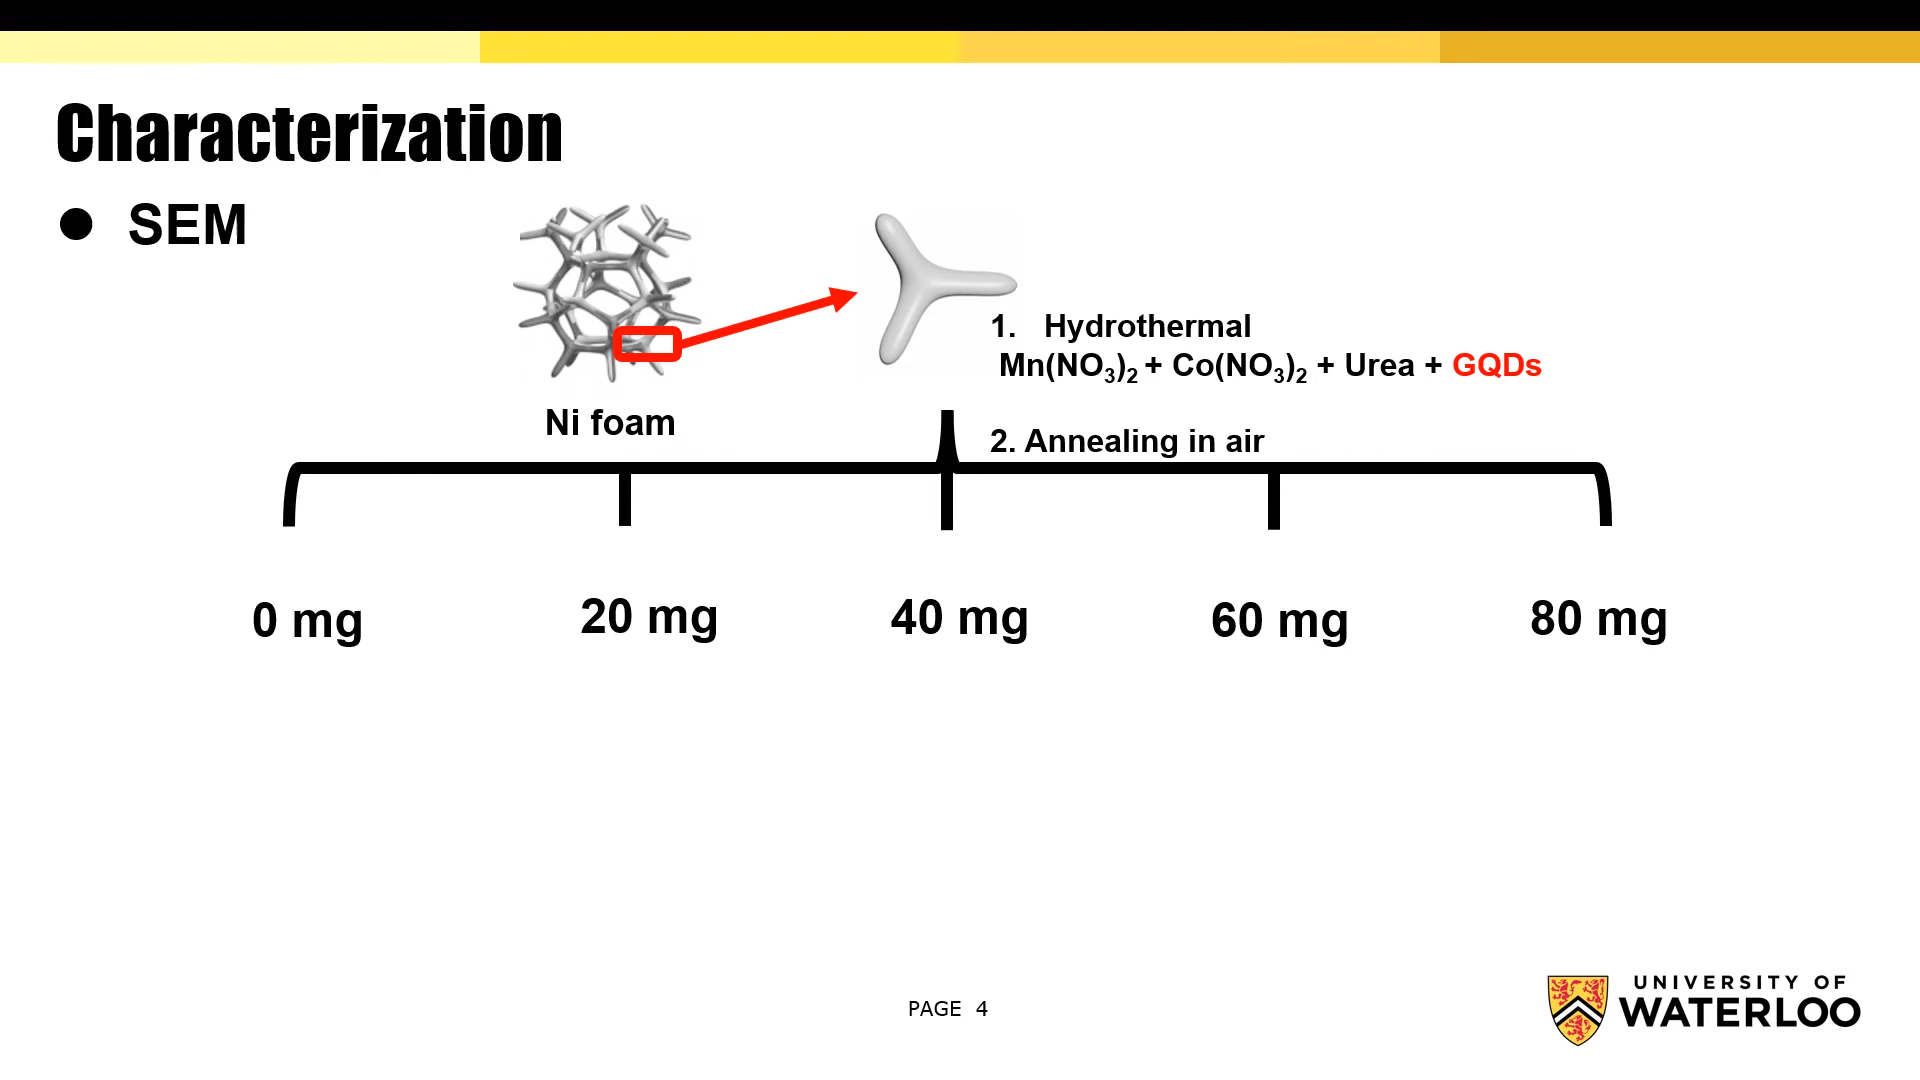 Characterization
● SEM
1. Hydrothermal
Mn(NO₃)₂ + Co(NO₃)₂ + Urea + GQDs
Ni foam
2. Annealing in air
0 mg
20 mg
40 mg
60 mg
80 mg
PAGE 4
UNIVERSITY OF
WATERLOO